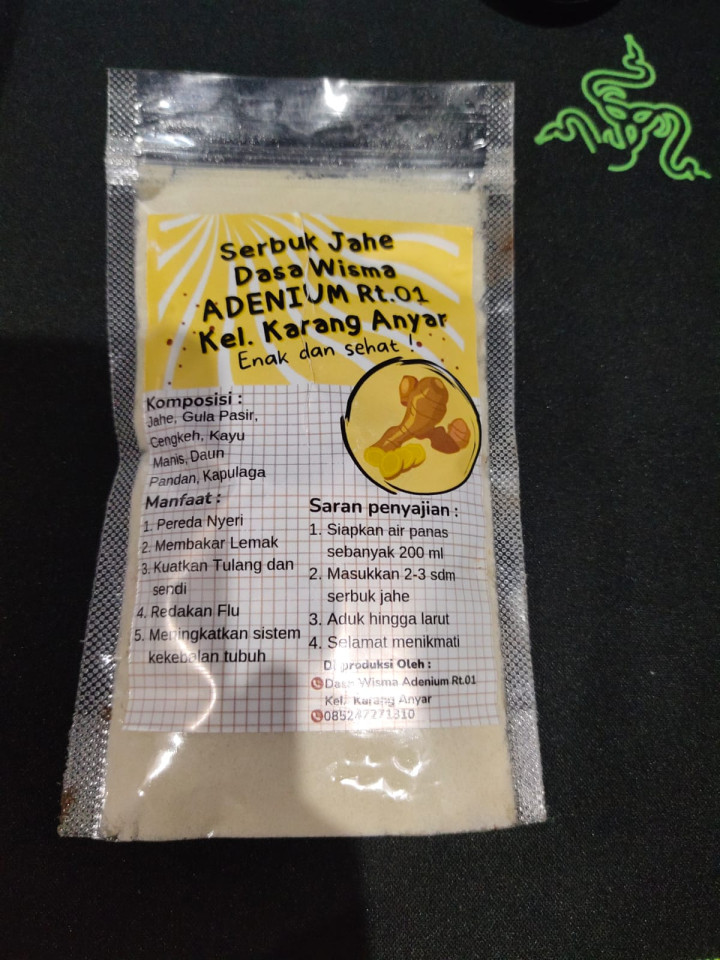 Serbuk Jahe
Dasa Wisma
ADENIUM Rt.01
Kel. Karang Anyar
Enak dan sehat !
Komposisi :
Jahe, Gula Pasir,
Cengkeh, Kayu
Manis, Daun
Pandan, Kapulaga
Manfaat :
1. Pereda Nyeri
2. Membakar Lemak
3. Kuatkan Tulang dan
sendi
4. Redakan Flu
5. Meningkatkan sistem
kekebalan tubuh
Saran penyajian :
1. Siapkan air panas
sebanyak 200 ml
2. Masukkan 2-3 sdm
serbuk jahe
3. Aduk hingga larut
4. Selamat menikmati
Di produksi Oleh :
Dasa Wisma Adenium Rt.01
Kel. Karang Anyar